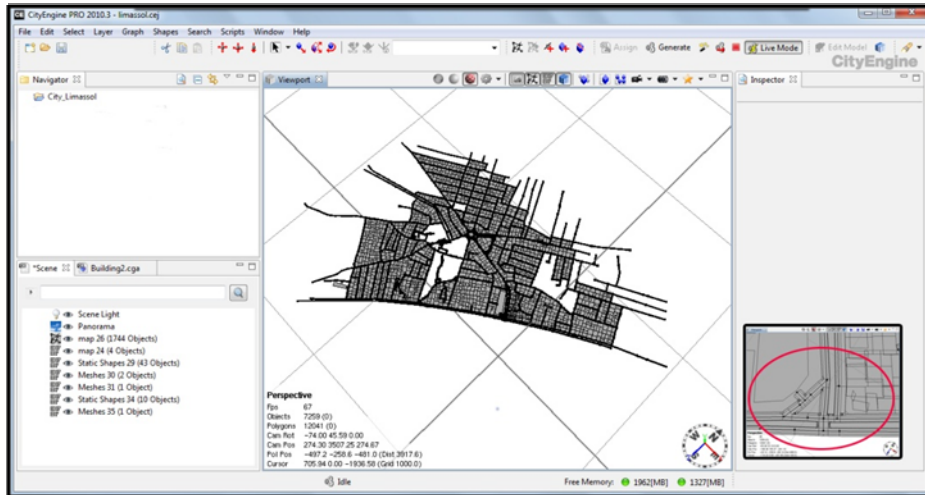 CityEngine PRO 2010.3 - limassol.cej
File Edit Select Layer Graph Shapes Search Scripts Window Help
Assign Generate Live Mode Edit Model
CityEngine
Navigator
City_Limassol
Viewport
Inspector
*Scene Building2.cga
Scene Light
Panorama
map 26 (1744 Objects)
map 24 (4 Objects)
Static Shapes 29 (43 Objects)
Meshes 30 (2 Objects)
Meshes 31 (1 Object)
Static Shapes 34 (10 Objects)
Meshes 35 (1 Object)
Perspective
Fps 67
Objects 7259 (0)
Polygons 12041 (0)
Cam Rot -74.00 45.59 0.00
Cam Pos 274.30 3507.25 274.67
PoI Pos -497.2 -258.6 -481.0 (Dist 3917.6)
Cursor 705.94 0.00 -1936.58 (Grid 1000.0)
Idle
Free Memory: 1962[MB] 1327[MB]